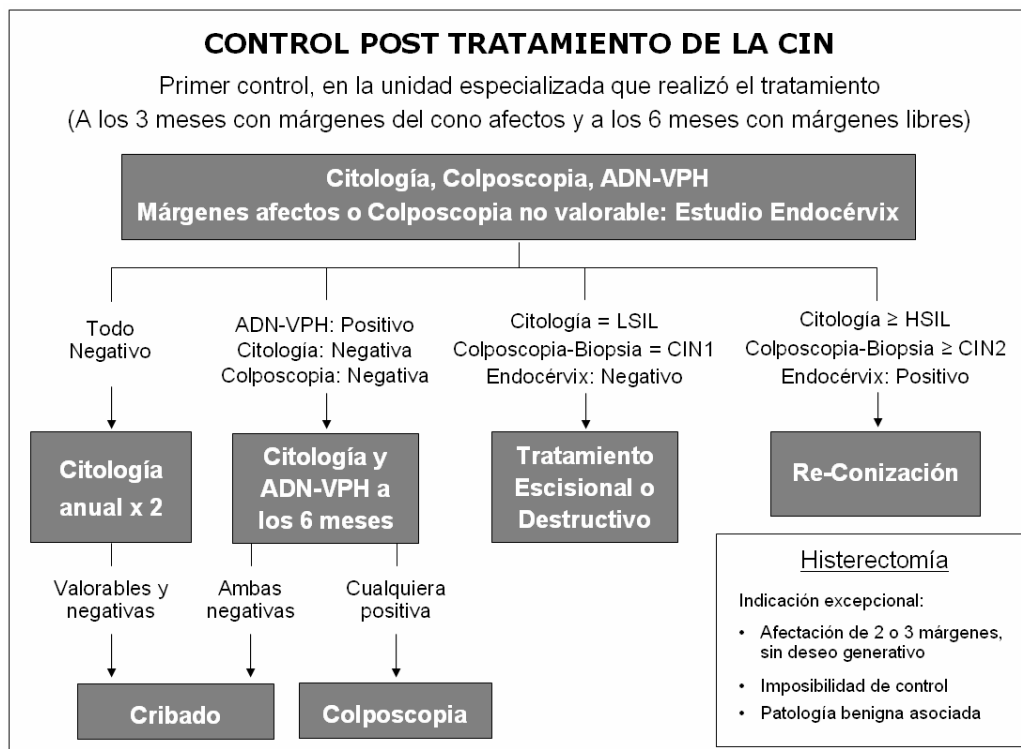 CONTROL POST TRATAMIENTO DE LA CIN
Primer control, en la unidad especializada que realizó el tratamiento
(A los 3 meses con márgenes del cono afectos y a los 6 meses con márgenes libres)
Citología, Colposcopia, ADN-VPH
Márgenes afectos o Colposcopia no valorable: Estudio Endocérvix
Todo
Negativo
ADN-VPH: Positivo
Citología: Negativa
Colposcopia: Negativa
Citología = LSIL
Colposcopia-Biopsia = CIN1
Endocérvix: Negativo
Citología ≥ HSIL
Colposcopia-Biopsia ≥ CIN2
Endocérvix: Positivo
Citología
anual x 2
Citología y
ADN-VPH a
los 6 meses
Tratamiento
Escisional o
Destructivo
Re-Conización
Valorables y
negativas
Ambas
negativas
Cualquiera
positiva
Cribado
Colposcopia
Histerectomía
Indicación excepcional:
• Afectación de 2 o 3 márgenes,
sin deseo generativo
• Imposibilidad de control
• Patología benigna asociada